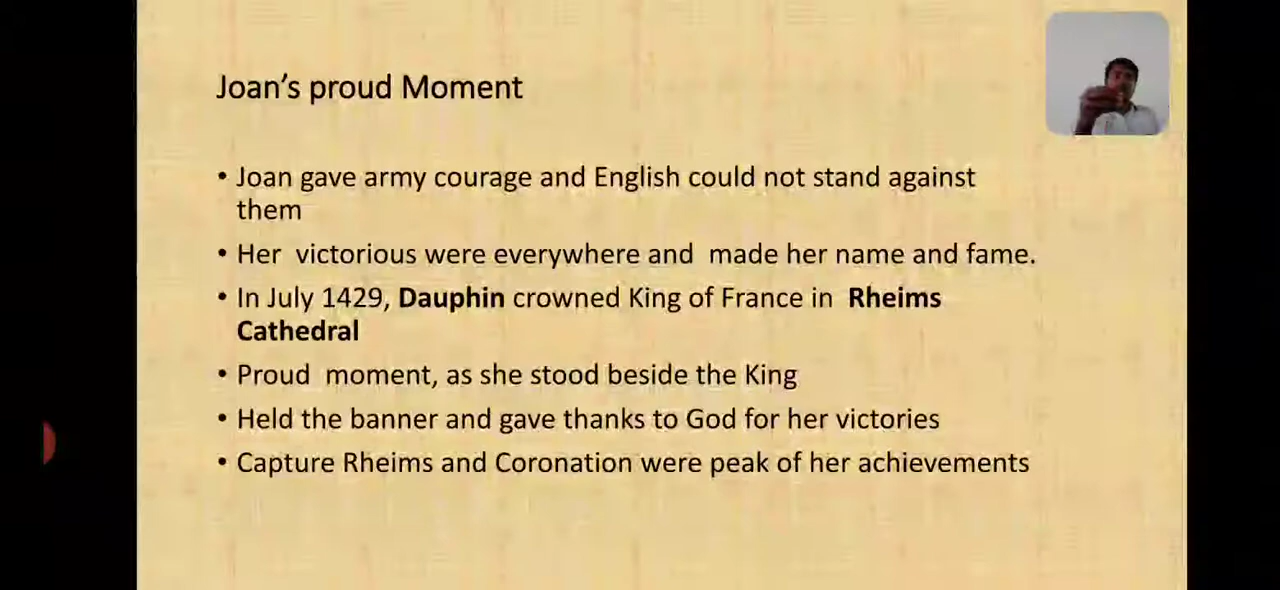 Joan's proud Moment
• Joan gave army courage and English could not stand against
them
• Her victorious were everywhere and made her name and fame.
• In July 1429, Dauphin crowned King of France in Rheims
Cathedral
• Proud moment, as she stood beside the King
• Held the banner and gave thanks to God for her victories
• Capture Rheims and Coronation were peak of her achievements